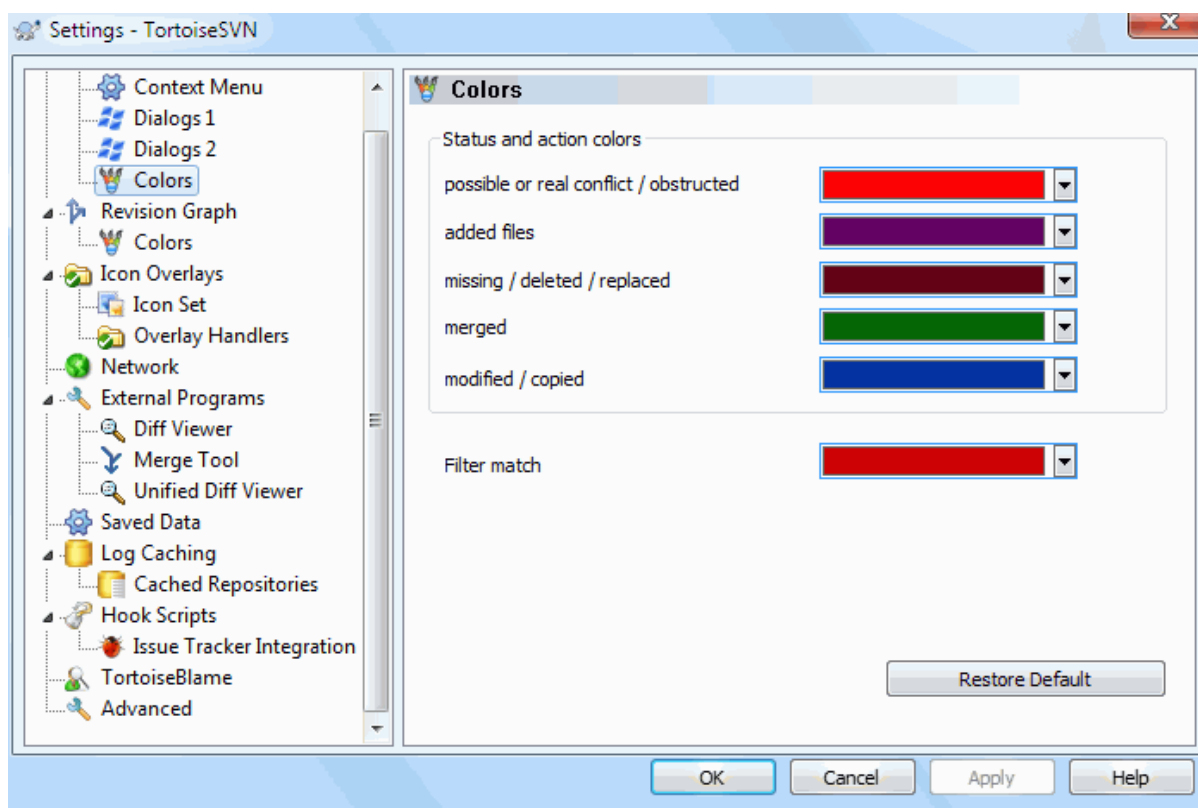 Settings - TortoiseSVN
Context Menu
Dialogs 1
Dialogs 2
Colors
Revision Graph
Colors
Icon Overlays
Icon Set
Overlay Handlers
Network
External Programs
Diff Viewer
Merge Tool
Unified Diff Viewer
Saved Data
Log Caching
Cached Repositories
Hook Scripts
Issue Tracker Integration
TortoiseBlame
Advanced
Colors
Status and action colors
possible or real conflict / obstructed
added files
missing / deleted / replaced
merged
modified / copied
Filter match
Restore Default
OK
Cancel
Apply
Help